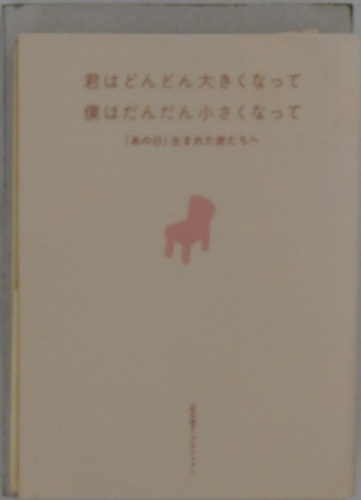 君はどんどん大きくなって
僕はだんだん小さくなって
「あの日」生まれた君たちへ